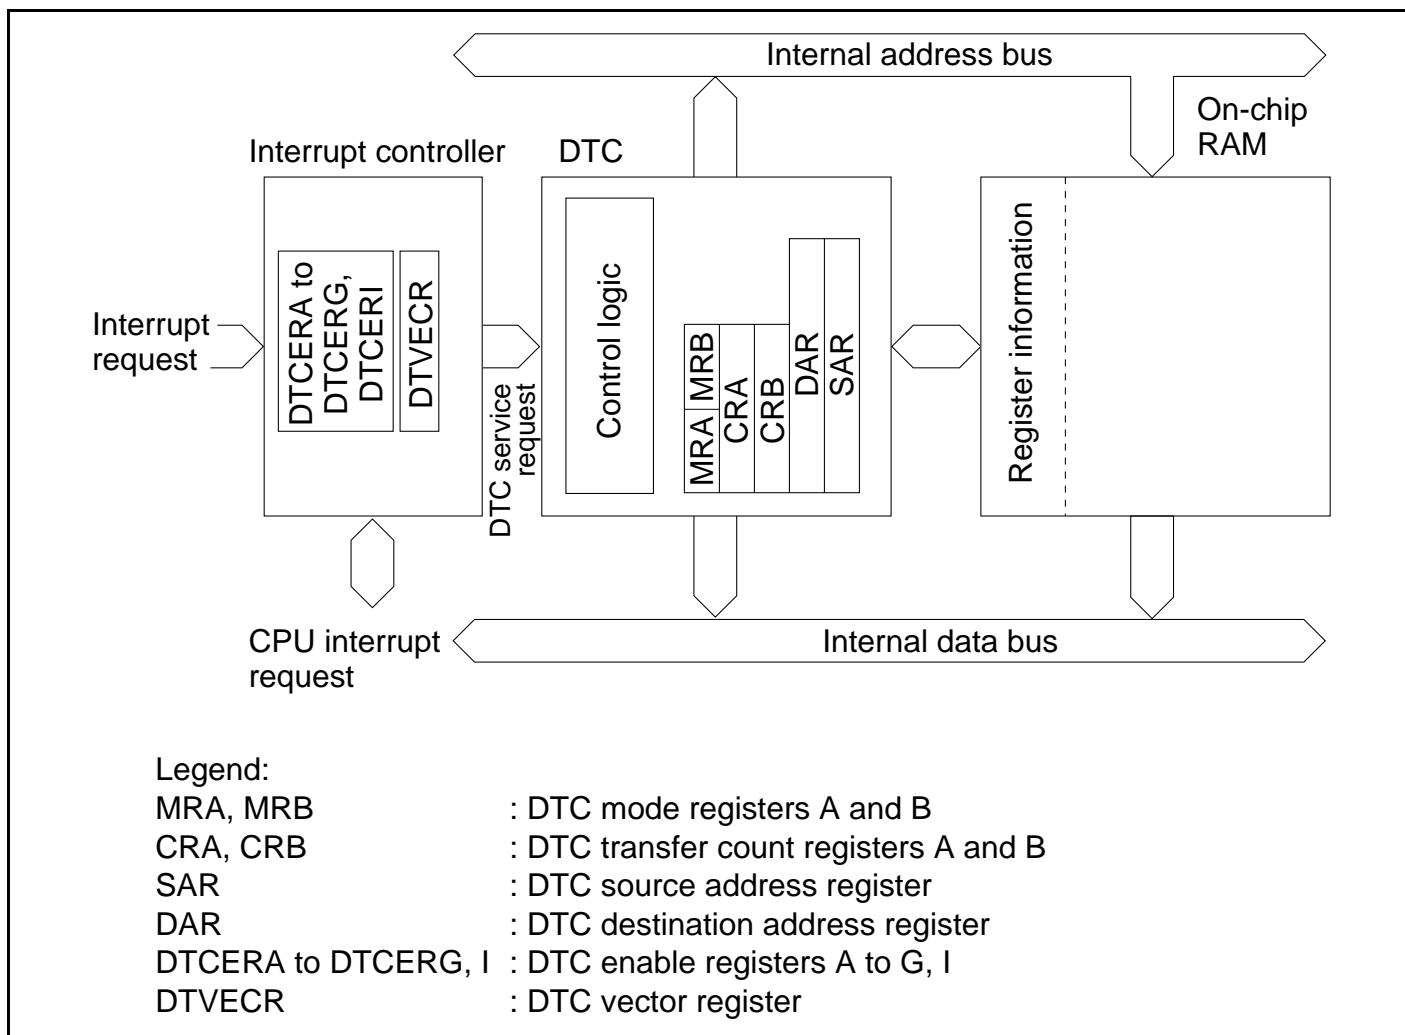 Internal address bus
On-chip
RAM
Interrupt controller
DTC
Interrupt
request
DTCERA to
DTCERG,
DTCERI
DTVECR
DTC service
request
Control logic
MRA
MRB
CRA
CRB
DAR
SAR
Register information
CPU interrupt
request
Internal data bus
Legend:
MRA, MRB : DTC mode registers A and B
CRA, CRB : DTC transfer count registers A and B
SAR : DTC source address register
DAR : DTC destination address register
DTCERA to DTCERG, I : DTC enable registers A to G, I
DTVECR : DTC vector register